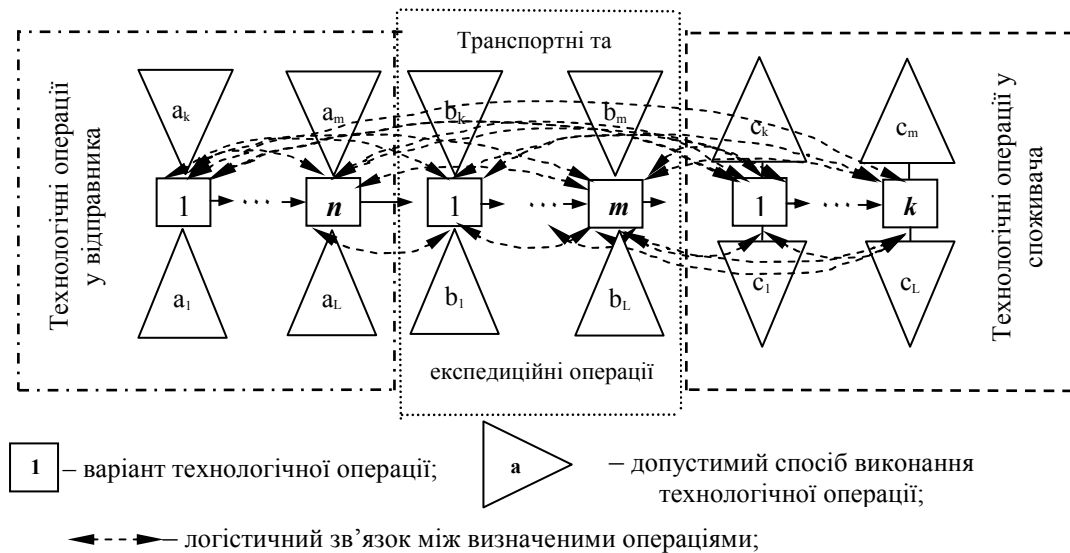 Транспортні та
Технологічні операції
у відправника
a_k
a_m
b_k
b_m
c_k
c_m
1
...
n
1
...
m
1
...
k
a_1
a_L
b_1
b_L
c_1
c_L
Технологічні операції у
споживача
експедиційні операції
1 – варіант технологічної операції;
a – допустимий спосіб виконання
технологічної операції;
– логістичний зв’язок між визначеними операціями;